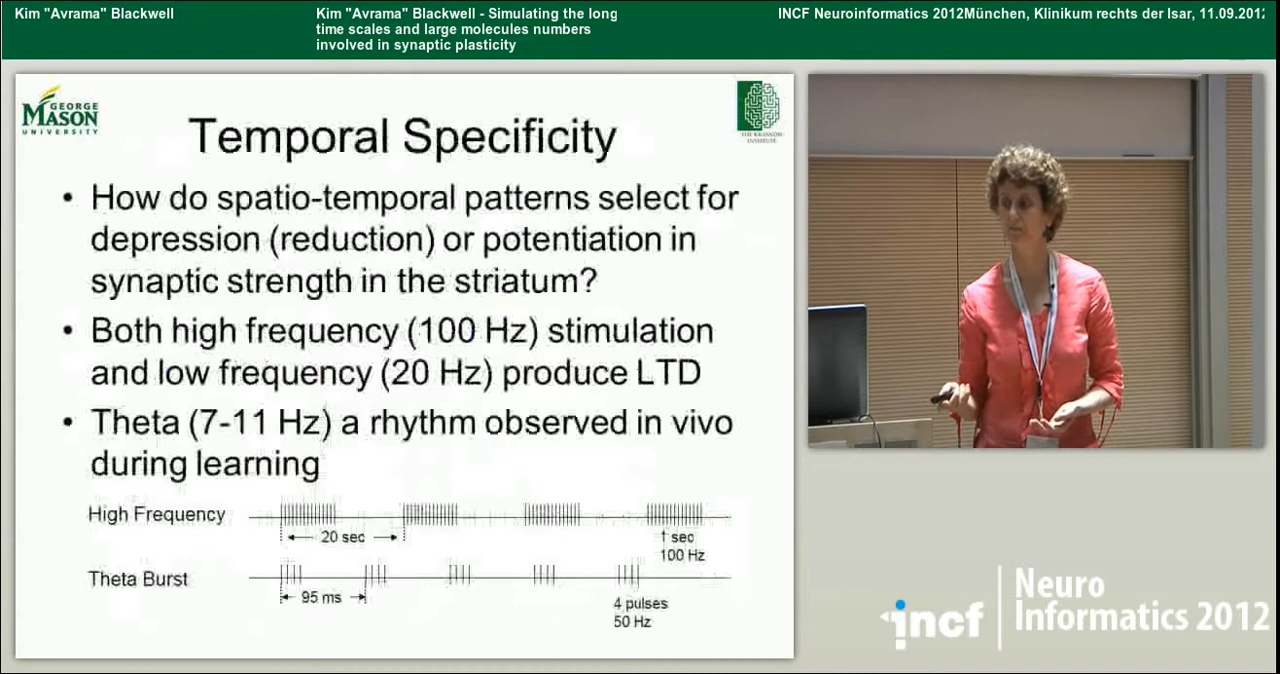 Kim "Avrama" Blackwell
Kim "Avrama" Blackwell - Simulating the long
time scales and large molecules numbers
involved in synaptic plasticity
INCF Neuroinformatics 2012München, Klinikum rechts der Isar, 11.09.2012
GEORGE
MASON
UNIVERSITY
THE KRASNOW
INSTITUTE
Temporal Specificity
• How do spatio-temporal patterns select for
depression (reduction) or potentiation in
synaptic strength in the striatum?
• Both high frequency (100 Hz) stimulation
and low frequency (20 Hz) produce LTD
• Theta (7-11 Hz) a rhythm observed in vivo
during learning
High Frequency
20 sec
1 sec
100 Hz
Theta Burst
95 ms
4 pulses
50 Hz
incf
Neuro
Informatics 2012